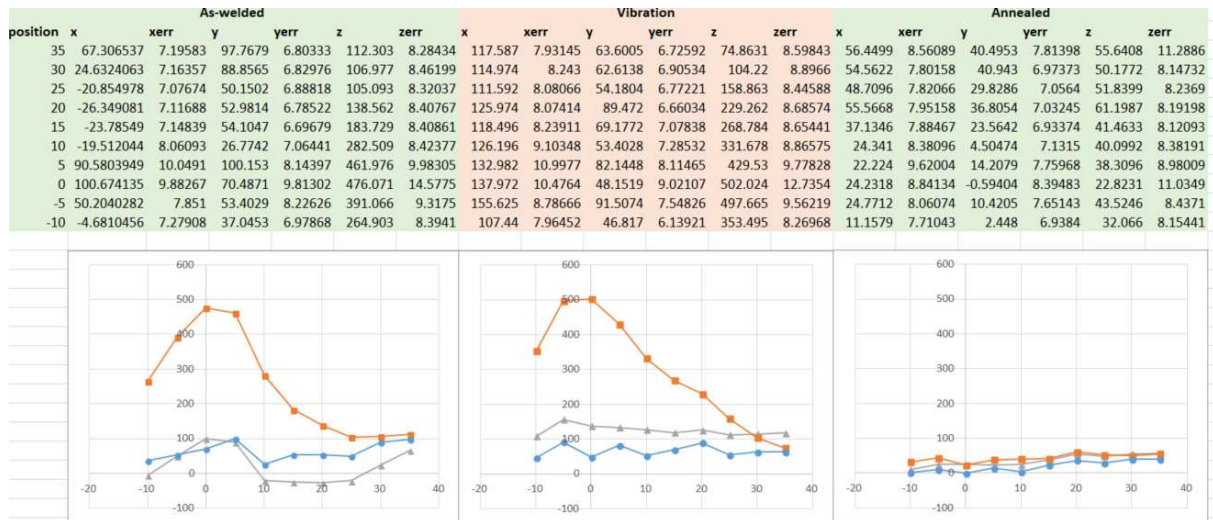 As-welded Vibration Annealed
position x xerr y yerr z zerr x xerr y yerr z zerr x xerr y yerr z zerr
35 67.306537 7.19583 97.7679 6.80333 112.303 8.28434 117.587 7.93145 63.6005 6.72592 74.8631 8.59843 56.4499 8.56089 40.4953 7.81398 55.6408 11.2886
30 24.6324063 7.16357 88.8565 6.82976 106.977 8.46199 114.974 8.243 62.6138 6.90534 104.22 8.8966 54.5622 7.80158 40.943 6.97373 50.1772 8.14732
25 -20.854978 7.07674 50.1502 6.88818 105.093 8.32037 111.592 8.08066 54.1804 6.77221 158.863 8.44588 48.7096 7.82066 29.8286 7.0564 51.8399 8.2369
20 -26.349081 7.11688 52.9814 6.78522 138.562 8.40767 125.974 8.07414 89.472 6.66034 229.262 8.68574 55.5668 7.95158 36.8054 7.03245 61.1987 8.19198
15 -23.78549 7.14839 54.1047 6.69679 183.729 8.40861 118.496 8.23911 69.1772 7.07838 268.784 8.65441 37.1346 7.88467 23.5642 6.93374 41.4633 8.12093
10 -19.512044 8.06093 26.7742 7.06441 282.509 8.42377 126.196 9.10348 53.4028 7.28532 331.678 8.86575 24.341 8.38096 4.50474 7.1315 40.0992 8.38191
5 90.5803949 10.0491 100.153 8.14397 461.976 9.98305 132.982 10.9977 82.1448 8.11465 429.53 9.77828 22.224 9.62004 14.2079 7.75968 38.3096 8.98009
0 100.674135 9.88267 70.4871 9.81302 476.071 14.5775 137.972 10.4764 48.1519 9.02107 502.024 12.7354 24.2318 8.84134 -0.59404 8.39483 22.8231 11.0349
-5 50.2040282 7.851 53.4029 8.22626 391.066 9.3175 155.625 8.78666 91.5074 7.54826 497.665 9.56219 24.7712 8.06074 10.4205 7.65143 43.5246 8.4371
-10 -4.6810456 7.27908 37.0453 6.97868 264.903 8.3941 107.44 7.96452 46.817 6.13921 353.495 8.26968 11.1579 7.71043 2.448 6.9384 32.066 8.15441
600 600 600
500 500 500
400 400 400
300 300 300
200 200 200
100 100 100
0 0 0
-20 -10 0 10 20 30 40 -20 -10 0 10 20 30 40 -20 -10 0 10 20 30 40
-100 -100 -100